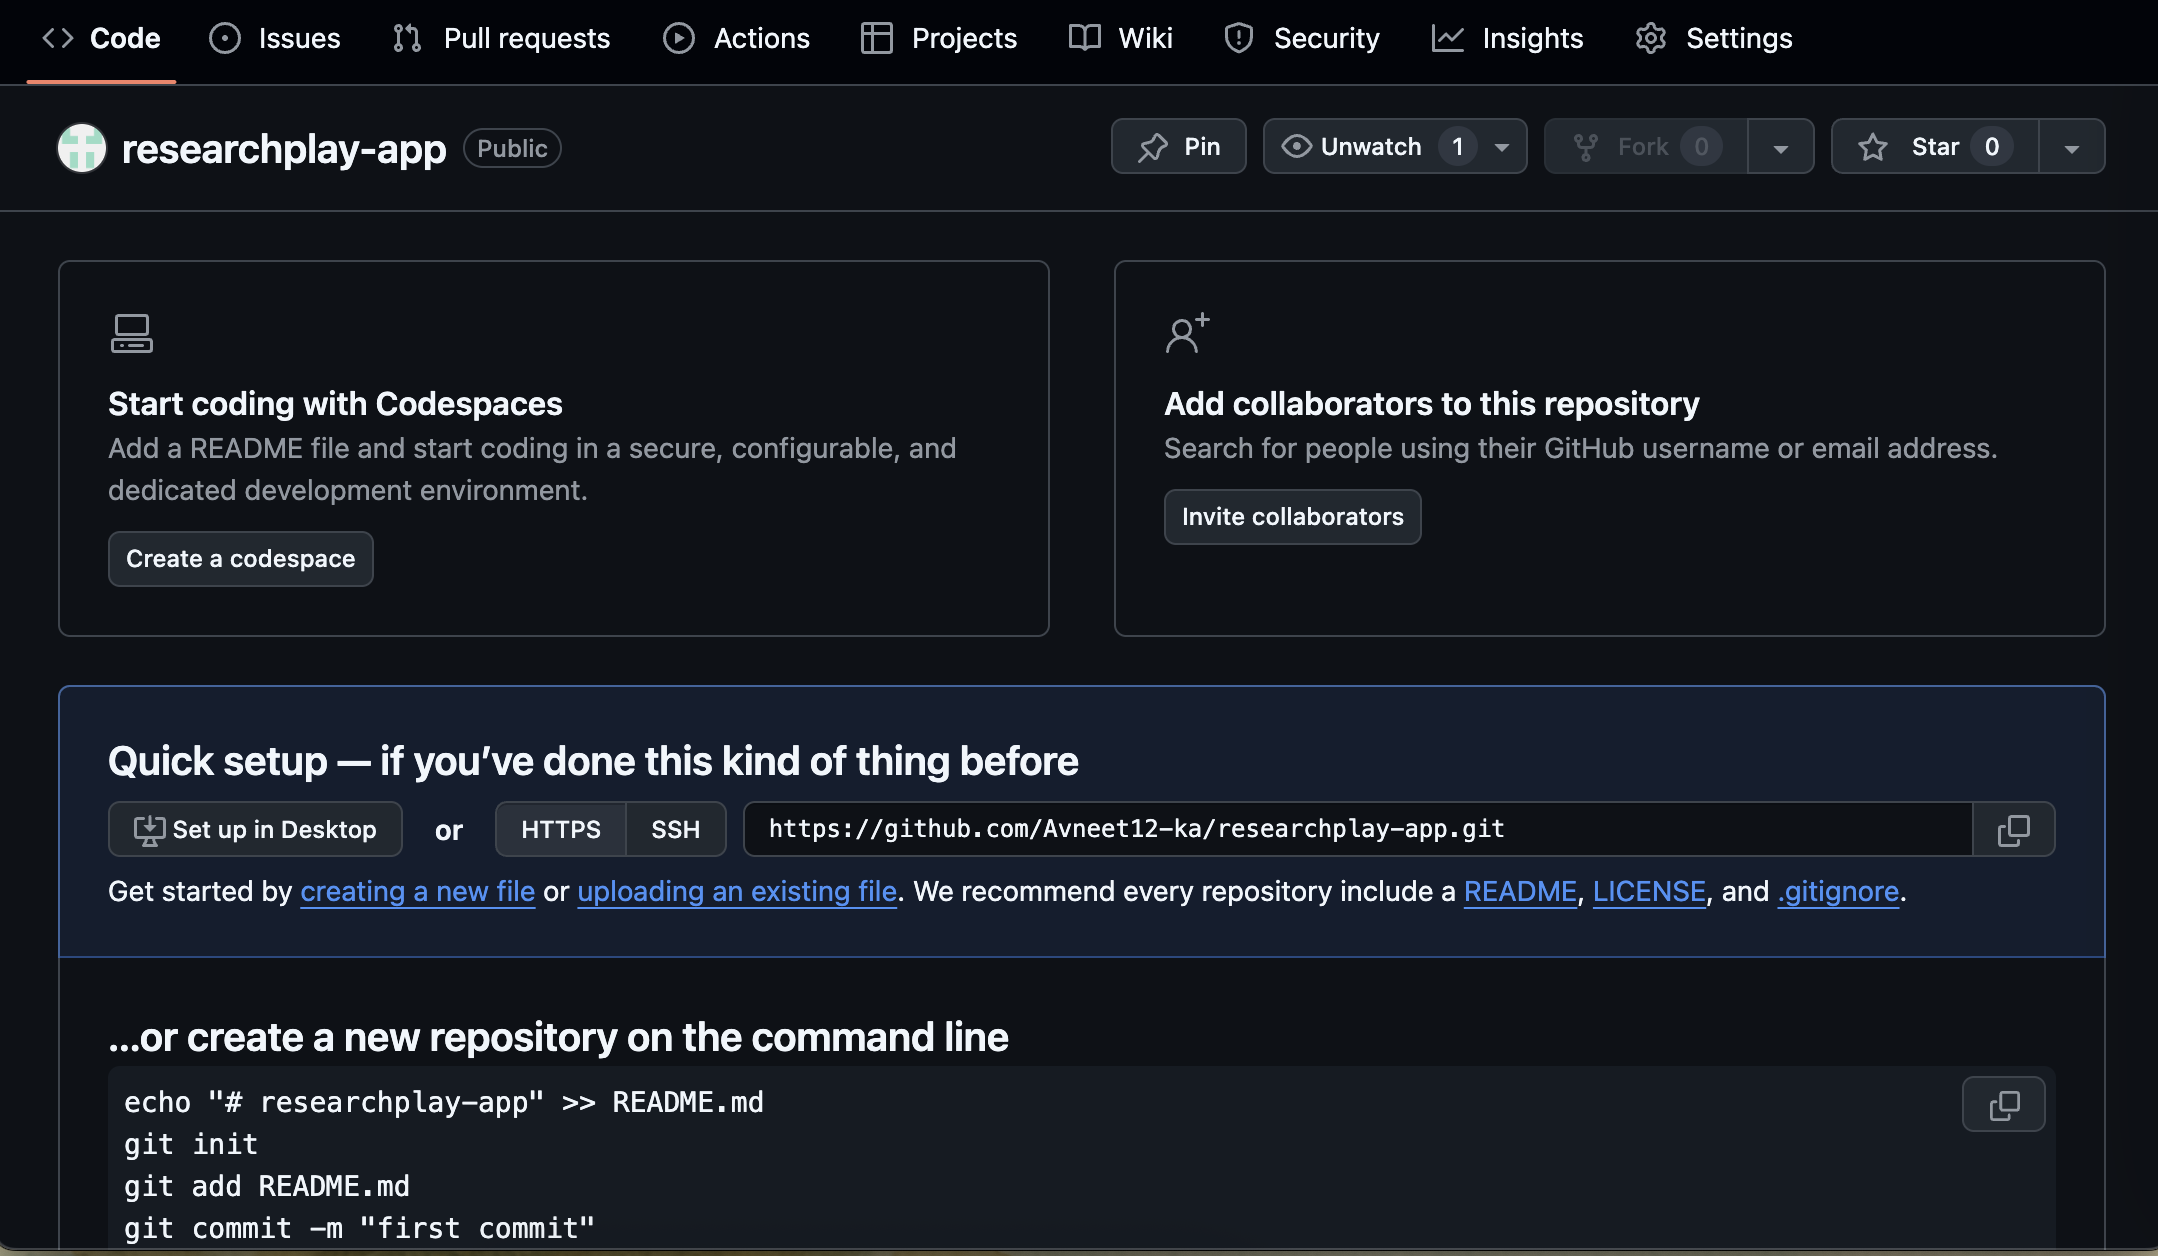 Code Issues Pull requests Actions Projects Wiki Security Insights Settings
researchplay-app Public Pin Unwatch 1 Fork 0 Star 0
Start coding with Codespaces
Add a README file and start coding in a secure, configurable, and
dedicated development environment.
Create a codespace
Add collaborators to this repository
Search for people using their GitHub username or email address.
Invite collaborators
Quick setup — if you’ve done this kind of thing before
Set up in Desktop or HTTPS SSH https://github.com/Avneet12-ka/researchplay-app.git
Get started by creating a new file or uploading an existing file. We recommend every repository include a README, LICENSE, and .gitignore.
…or create a new repository on the command line
echo "# researchplay-app" >> README.md
git init
git add README.md
git commit -m "first commit"